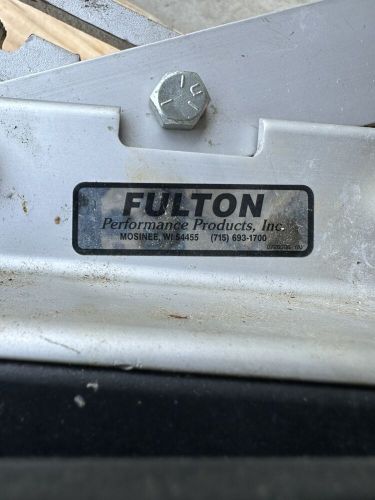 FULTON
Performance Products, Inc.
MOSINEE, WI 54455 (715) 693-1700